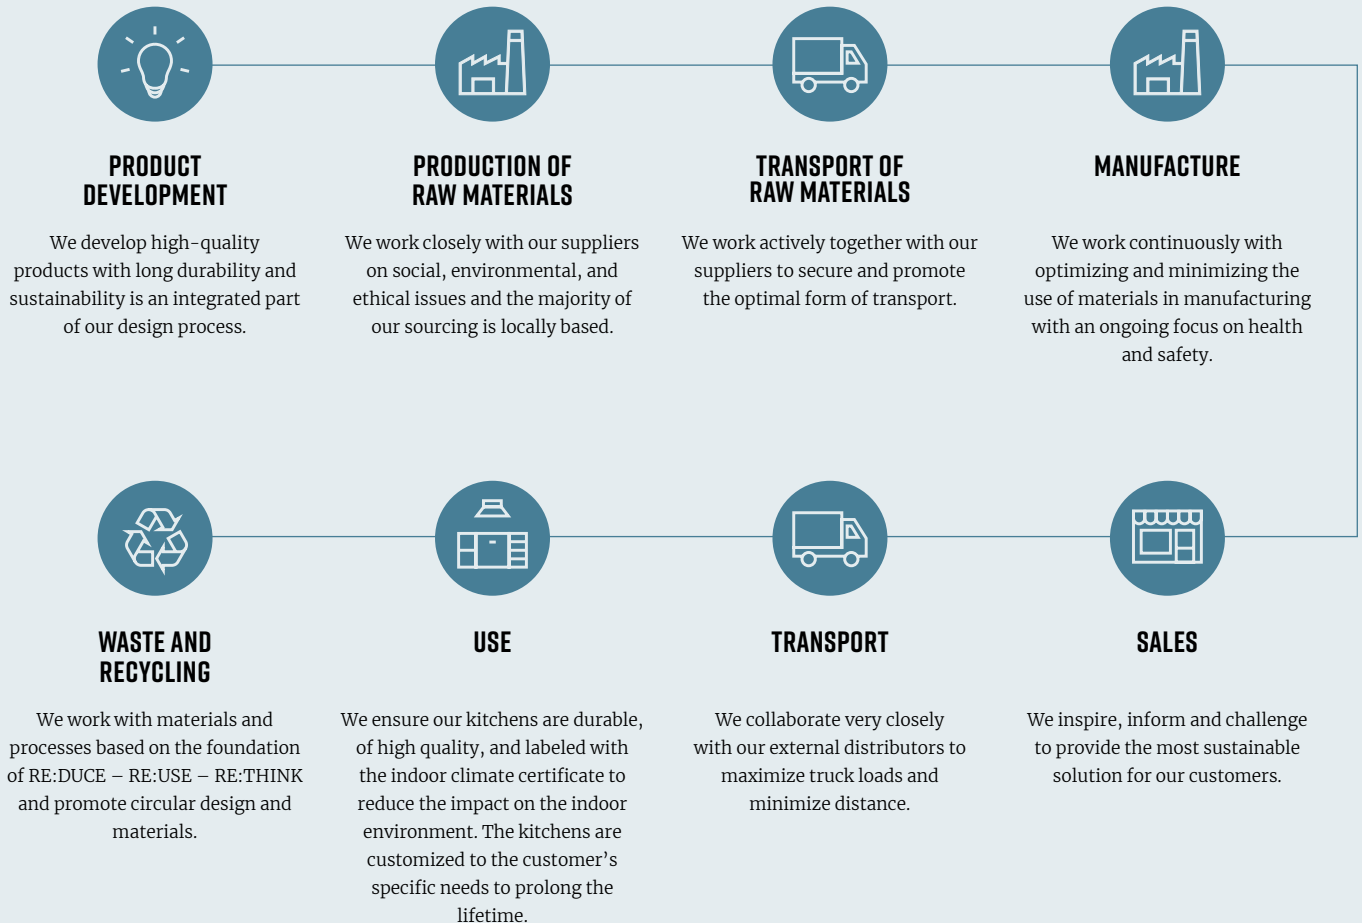 PRODUCT
DEVELOPMENT
We develop high-quality
products with long durability and
sustainability is an integrated part
of our design process.
PRODUCTION OF
RAW MATERIALS
We work closely with our suppliers
on social, environmental, and
ethical issues and the majority of
our sourcing is locally based.
TRANSPORT OF
RAW MATERIALS
We work actively together with our
suppliers to secure and promote
the optimal form of transport.
MANUFACTURE
We work continuously with
optimizing and minimizing the
use of materials in manufacturing
with an ongoing focus on health
and safety.
SALES
We inspire, inform and challenge
to provide the most sustainable
solution for our customers.
TRANSPORT
We collaborate very closely
with our external distributors to
maximize truck loads and
minimize distance.
USE
We ensure our kitchens are durable,
of high quality, and labeled with
the indoor climate certificate to
reduce the impact on the indoor
environment. The kitchens are
customized to the customer’s
specific needs to prolong the
lifetime.
WASTE AND
RECYCLING
We work with materials and
processes based on the foundation
of RE:DUCE – RE:USE – RE:THINK
and promote circular design and
materials.